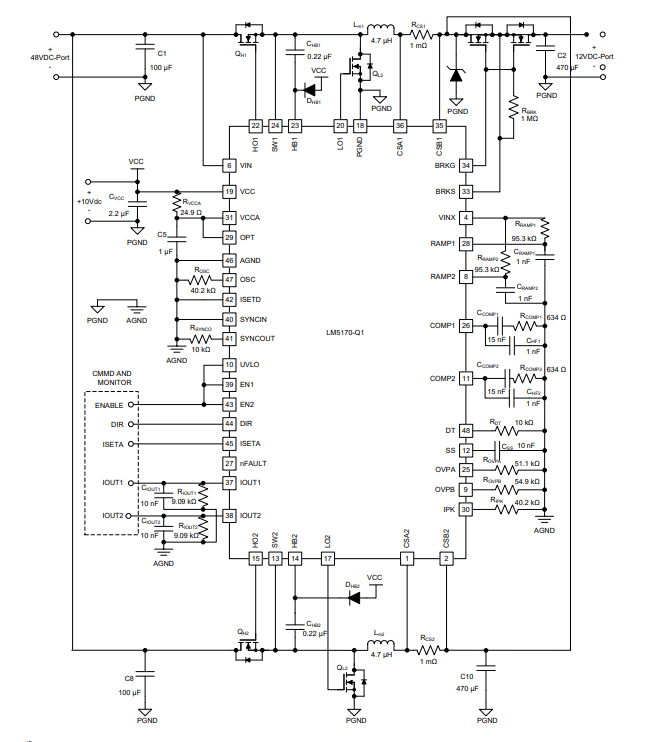 Lm1
RCS1
C1
100 µF
QH1
CHB1
0.22 µF
4.7 µH
1 mΩ
C2
470 µF
+
48VDC-Port
-
+
12VDC-Port
-
VCC
QL2
DHB1
PGND
PGND
PGND
PGND
RBRK
1 MΩ
22
24
23
20
18
36
35
HO1
SW1
HB1
LO1
PGND
CSA1
CSB1
6
VIN
BRKG
34
VCC
19
VCC
BRKS
33
+
+10Vdc
-
CVCC
2.2 µF
RVCCA
24.9 Ω
31
VCCA
VINX
4
PGND
C5
1 µF
29
OPT
RAMP1
28
RRAMP1
95.3 kΩ
CRAMP1
1 nF
46
AGND
RRAMP2
95.3 kΩ
ROSC
40.2 kΩ
47
OSC
RAMP2
8
CRAMP2
1 nF
42
ISETD
PGND
AGND
40
SYNCIN
LM5170-Q1
COMP1
26
CCOMP1
15 nF
RCOMP1
634 Ω
CHF1
1 nF
RSYNCO
10 kΩ
41
SYNCOUT
AGND
10
UVLO
CMMD AND
MONITOR
39
EN1
COMP2
11
CCOMP2
15 nF
RCOMP2
634 Ω
CHF2
1 nF
ENABLE
43
EN2
DIR
44
DIR
DT
48
RDT
10 kΩ
ISETA
45
ISETA
SS
12
CSS
10 nF
27
nFAULT
OVPA
25
ROVPA
51.1 kΩ
IOUT1
CIOUT1
10 nF
RIOUT1
9.09 kΩ
37
IOUT1
OVPB
9
ROVPB
54.9 kΩ
IPK
30
RIPK
40.2 kΩ
IOUT2
CIOUT2
10 nF
RIOUT2
9.09 kΩ
38
IOUT2
AGND
AGND
HO2
SW2
HB2
LO2
CSA2
CSB2
15
13
14
17
1
2
DHB2
VCC
QH2
CHB2
0.22 µF
Lm2
4.7 µH
RCS2
1 mΩ
C8
100 µF
QL2
C10
470 µF
PGND
PGND
PGND